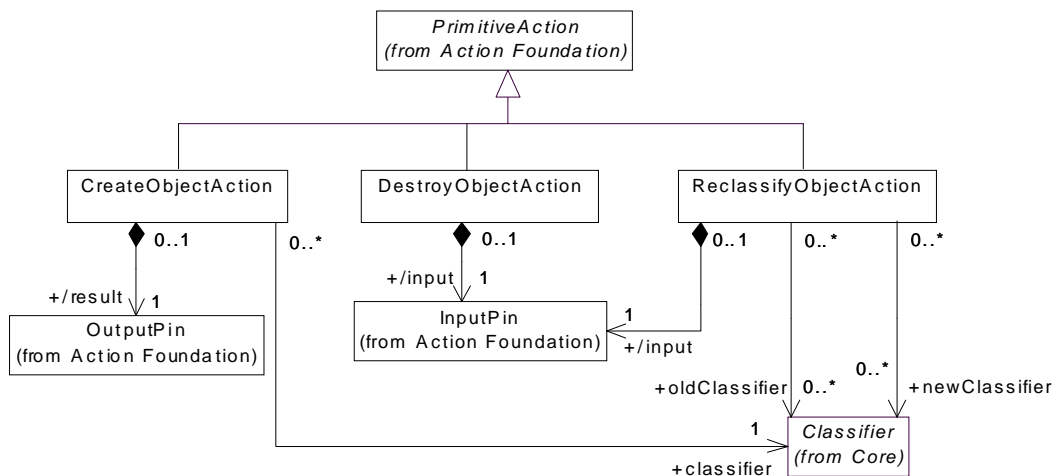 PrimitiveAction
(from Action Foundation)
CreateObjectAction
DestroyObjectAction
ReclassifyObjectAction
0..1
0..*
0..1
0..1
0..*
0..*
+/result
1
+/input
1
1
+/input
OutputPin
(from Action Foundation)
InputPin
(from Action Foundation)
+oldClassifier
0..*
0..*
+newClassifier
1
+classifier
Classifier
(from Core)